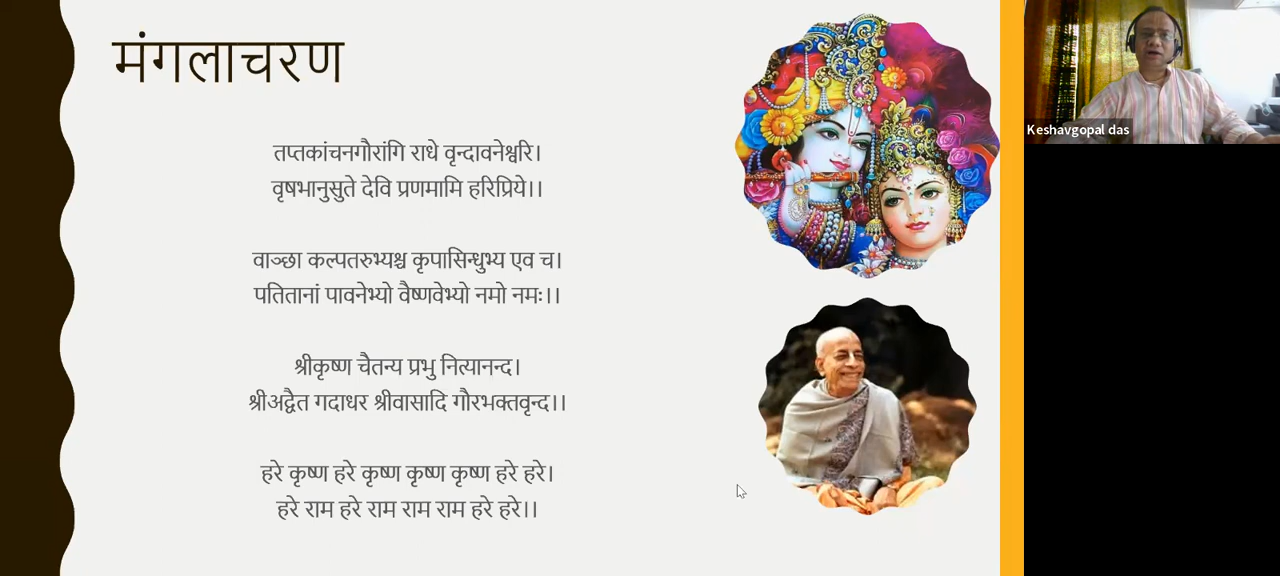 मंगलाचरण
तप्तकांचनगौरांगि राधे वृन्दावनेश्वरि।
वृषभानुसुते देवि प्रणमामि हरिप्रिये।।
वाञ्छा कल्पतरुभ्यश्च कृपासिन्धुभ्य एव च।
पतितानां पावनेभ्यो वैष्णवेभ्यो नमो नमः।।
श्रीकृष्ण चैतन्य प्रभु नित्यानन्द।
श्रीअद्वैत गदाधर श्रीवासादि गौरभक्तवृन्द।।
हरे कृष्ण हरे कृष्ण कृष्ण कृष्ण हरे हरे।
हरे राम हरे राम राम राम हरे हरे।।
Keshavgopal das